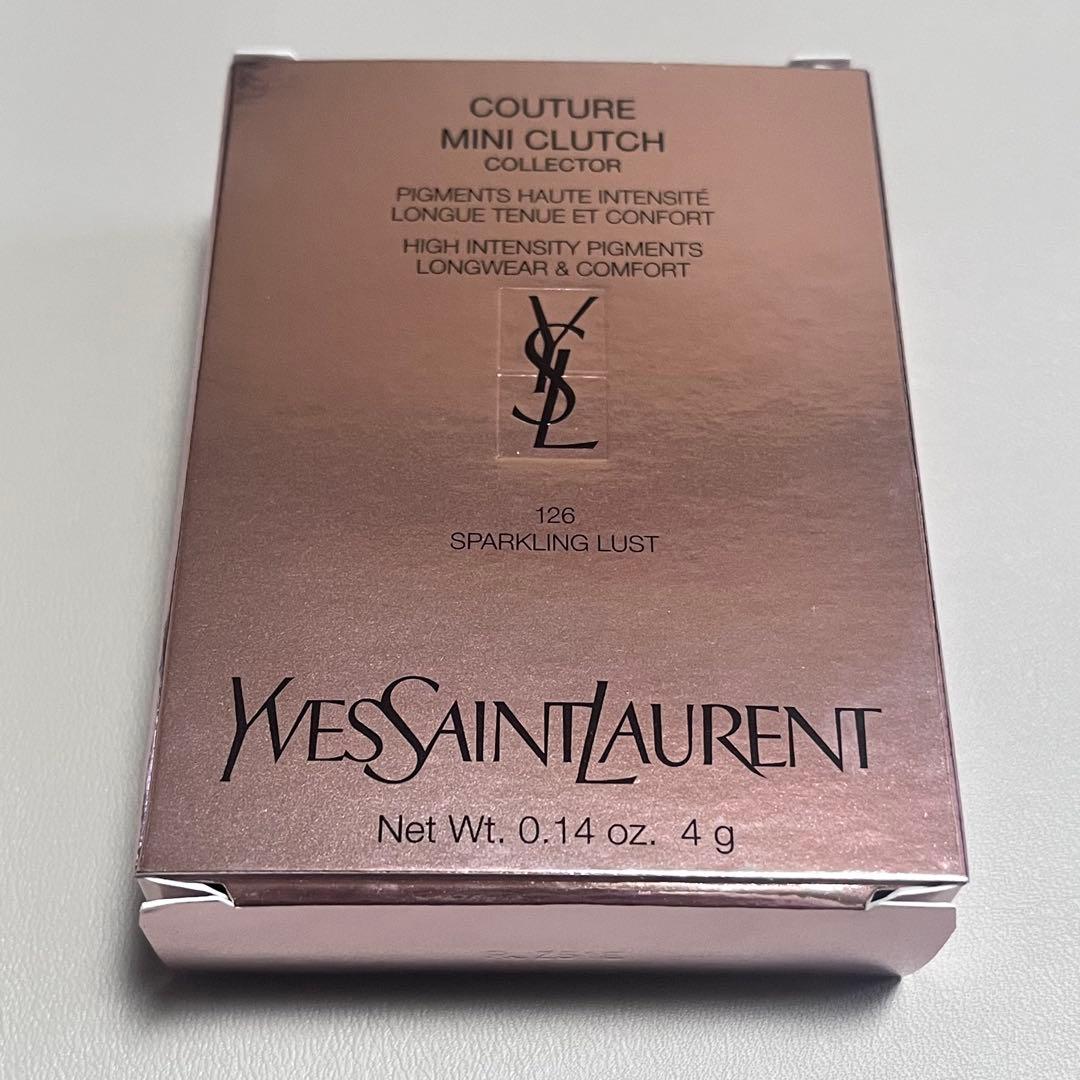 COUTURE
MINI CLUTCH
COLLECTOR
PIGMENTS HAUTE INTENSITÉ
LONGUE TENUE ET CONFORT
HIGH INTENSITY PIGMENTS
LONGWEAR & COMFORT
YSL
126
SPARKLING LUST
YVESSAINTLAURENT
Net Wt. 0.14 oz. 4 g